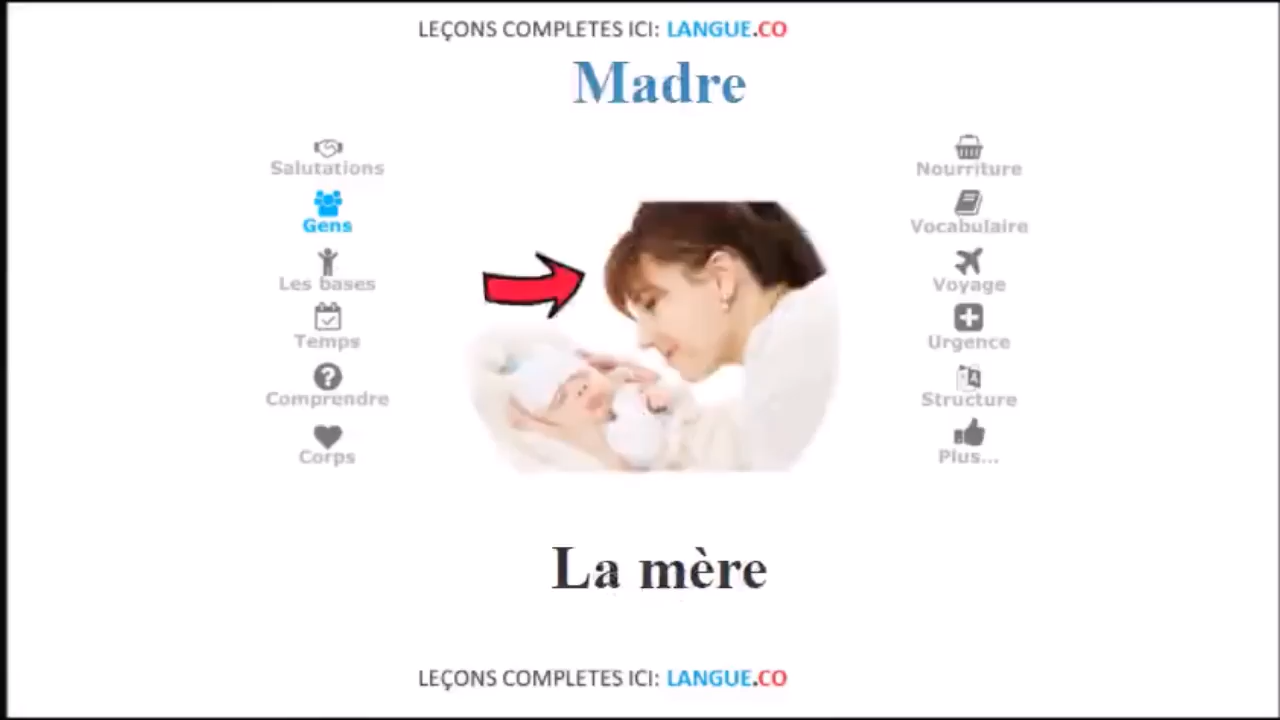 LEÇONS COMPLETES ICI: LANGUE.CO
Madre
Salutations
Gens
Les bases
Temps
Comprendre
Corps
Nourriture
Vocabulaire
Voyage
Urgence
Structure
Plus...
La mère
LEÇONS COMPLETES ICI: LANGUE.CO